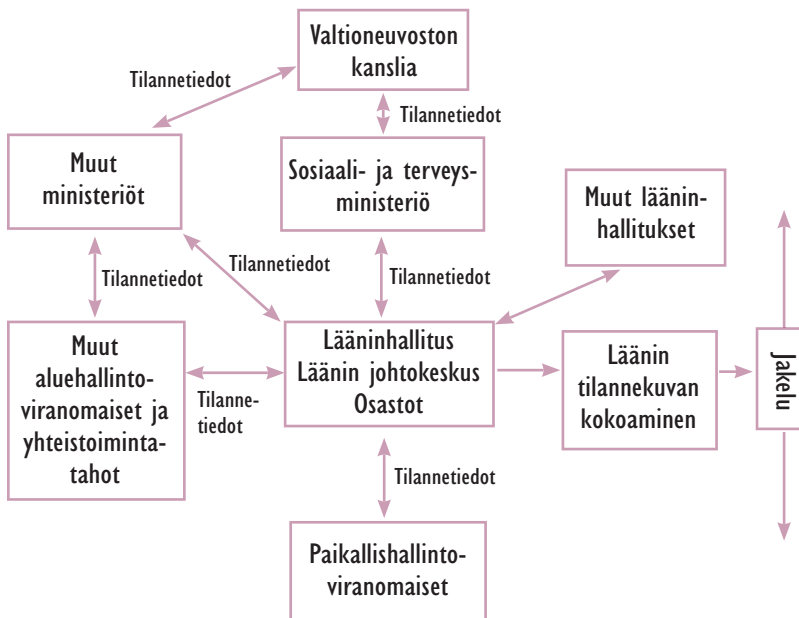 Valtioneuvoston
kanslia
Tilannetiedot
Tilannetiedot
Muut
ministeriöt
Sosiaali- ja terveys-
ministeriö
Muut läänin-
hallitukset
Tilannetiedot
Tilannetiedot
Tilannetiedot
Muut
aluehallinto-
viranomaiset ja
yhteistoiminta-
tahot
Tilanne-
tiedot
Lääninhallitus
Läänin johtokeskus
Osastot
Läänin
tilannekuvan
kokoaminen
Jakelu
Tilannetiedot
Paikallishallinto-
viranomaiset